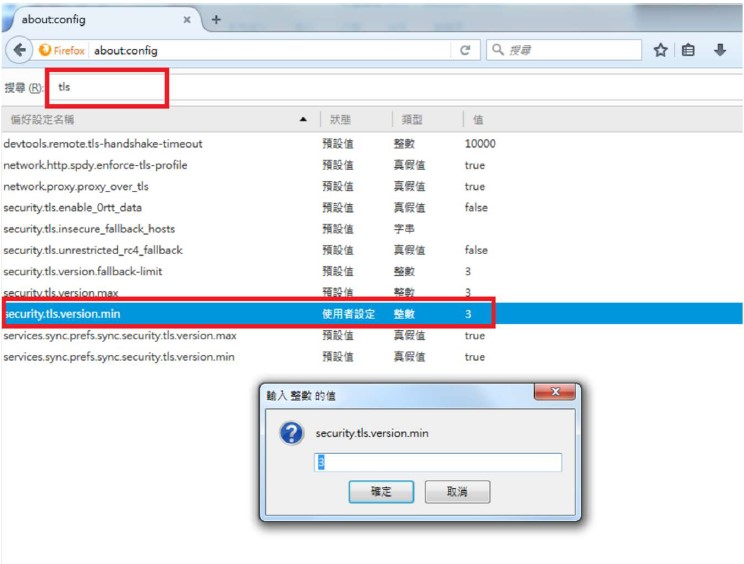 about:config
Firefox about:config 搜尋
搜尋 (R): tls
偏好設定名稱 狀態 類型 值
devtools.remote.tls-handshake-timeout 預設值 整數 10000
network.http.spdy.enforce-tls-profile 預設值 真假值 true
network.proxy.proxy_over_tls 預設值 真假值 true
security.tls.enable_0rtt_data 預設值 真假值 false
security.tls.insecure_fallback_hosts 預設值 字串
security.tls.unrestricted_rc4_fallback 預設值 真假值 false
security.tls.version.fallback-limit 預設值 整數 3
security.tls.version.max 預設值 整數 3
security.tls.version.min 使用者設定 整數 3
services.sync.prefs.sync.security.tls.version.max 預設值 真假值 true
services.sync.prefs.sync.security.tls.version.min 預設值 真假值 true
輸入 整數 的值
security.tls.version.min
3
確定 取消